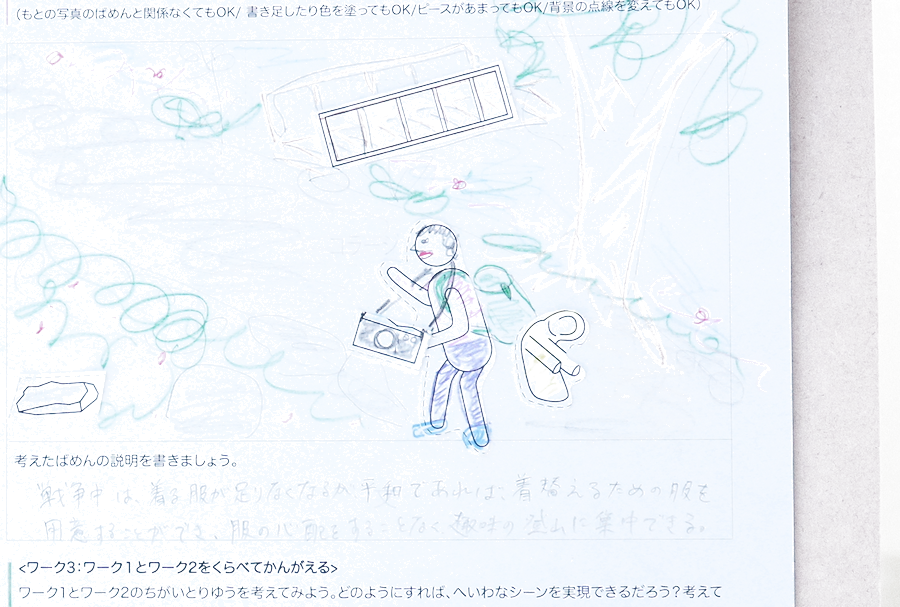 (もとの写真のばめんと関係なくてもOK/ 書き足したり色を塗ってもOK/ピースがあまってもOK/背景の点線を変えてもOK)
考えたばめんの説明を書きましょう。
戦争中は、着る服が足りなくなるが平和であれば、着替えるための服を
用意することができ、服の心配をすることなく趣味の登山に集中できる。
<ワーク3:ワーク1とワーク2をくらべてかんがえる>
ワーク1とワーク2のちがいとりゆうを考えてみよう。どのようにすれば、へいわなシーンを実現できるだろう?考えて